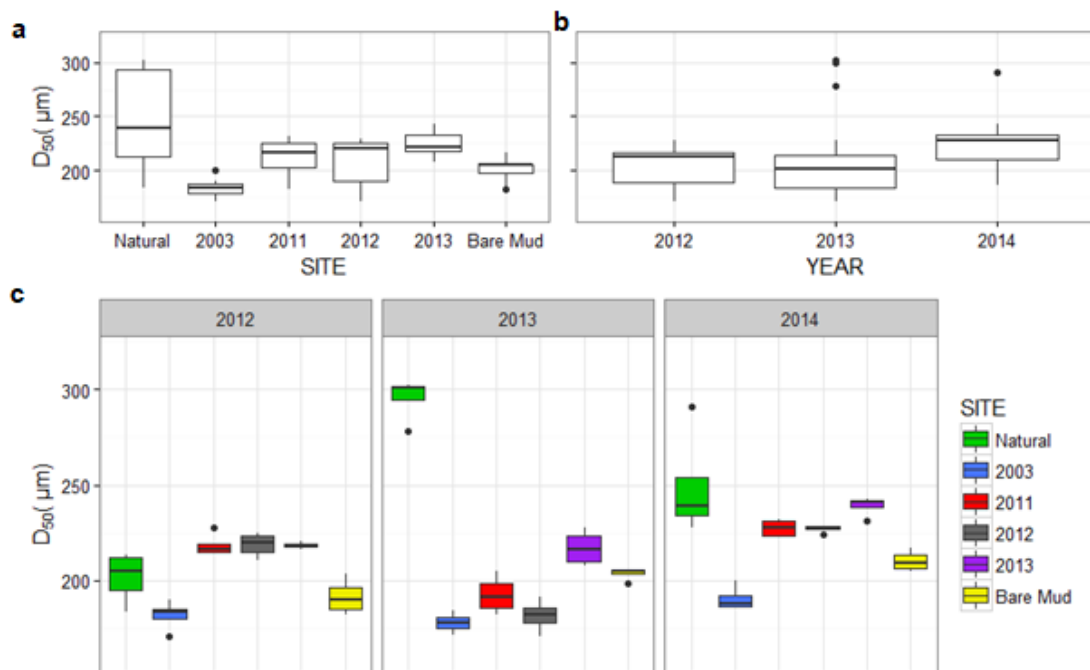 a
b
D50( µm)
300
250
200
Natural 2003 2011 2012 2013 Bare Mud
SITE
2012 2013 2014
YEAR
c
2012 2013 2014
D50( µm)
300
250
200
SITE
Natural
2003
2011
2012
2013
Bare Mud